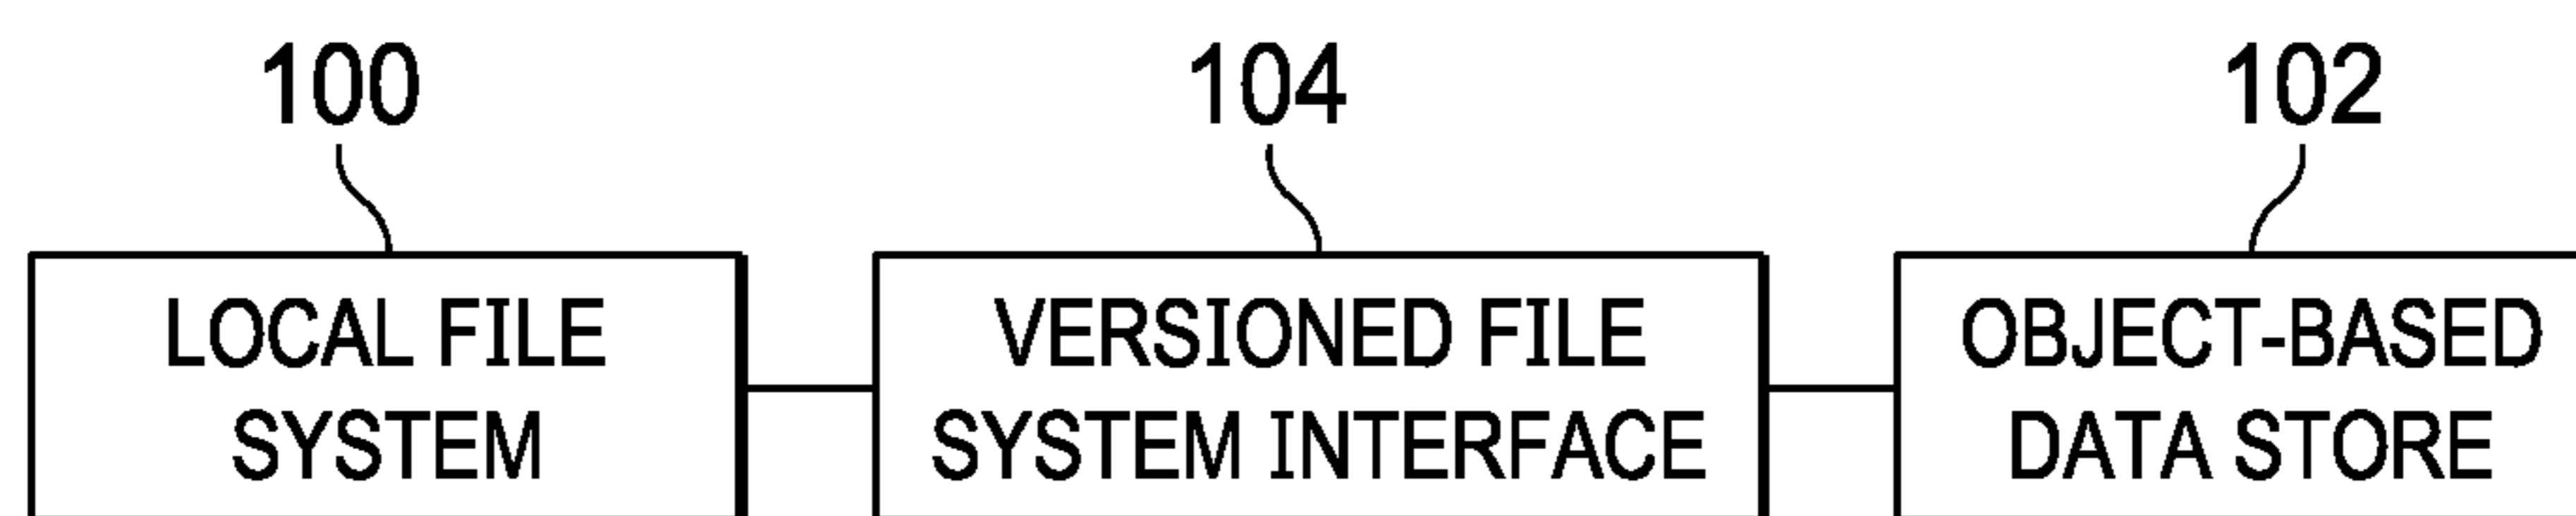 100
104
102
LOCAL FILE
SYSTEM
VERSIONED FILE
SYSTEM INTERFACE
OBJECT-BASED
DATA STORE